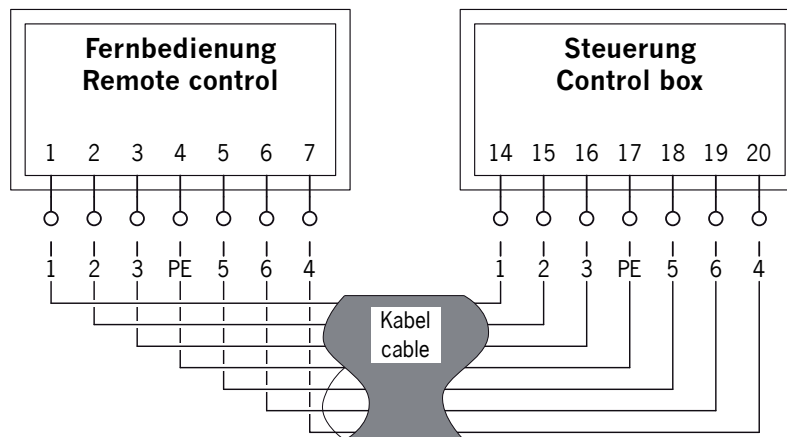 Fernbedienung
Remote control
1 2 3 4 5 6 7
1 2 3 PE 5 6 4
Steuerung
Control box
14 15 16 17 18 19 20
1 2 3 PE 5 6 4
Kabel
cable